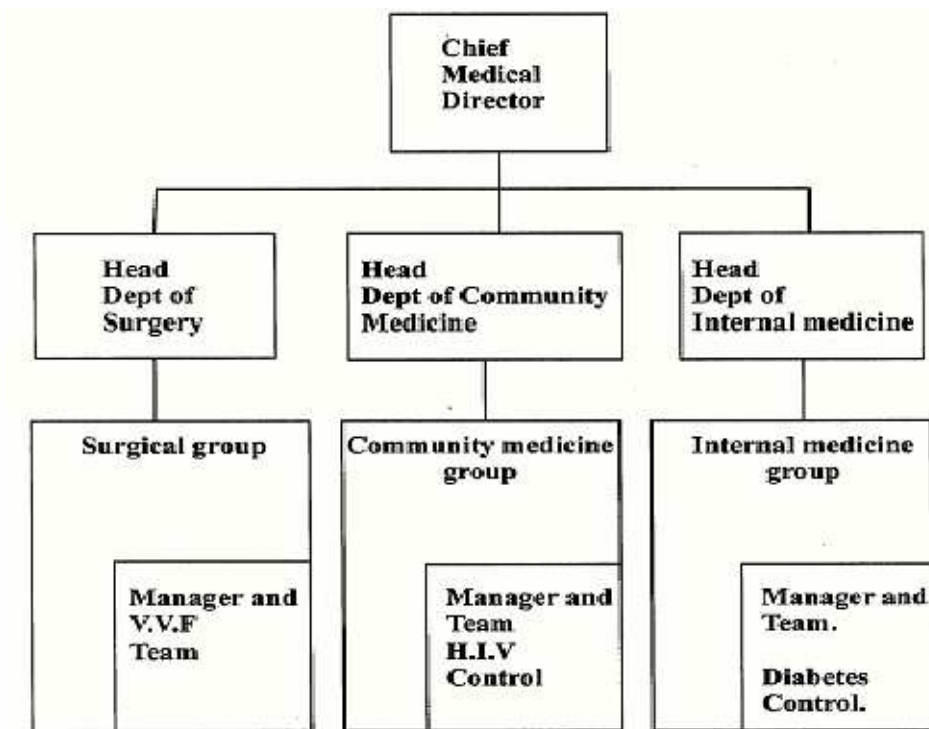 Chief
Medical
Director
Head
Dept of
Surgery
Head
Dept of Community
Medicine
Head
Dept of
Internal medicine
Surgical group
Community medicine
group
Internal medicine
group
Manager and
V.V.F
Team
Manager and
Team
H.I.V
Control
Manager and
Team.
Diabetes
Control.